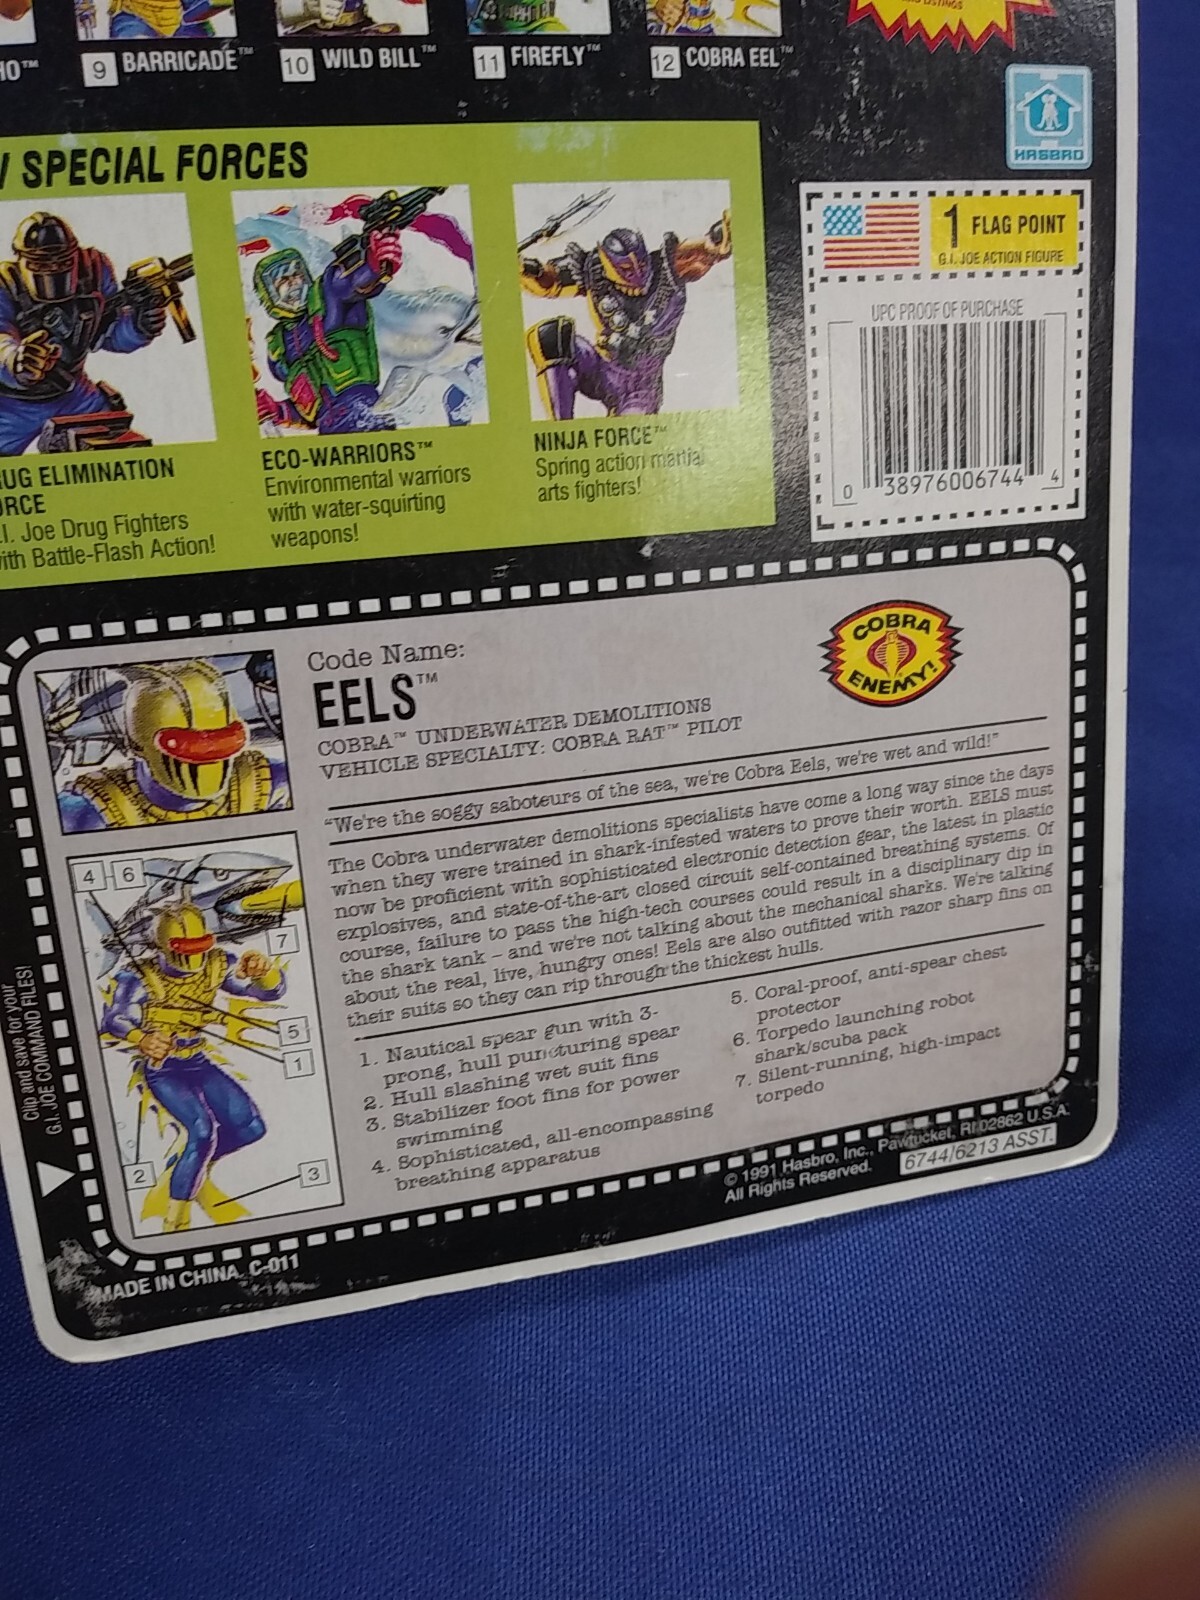 9 BARRICADE™
10 WILD BILL™
11 FIREFLY™
12 COBRA EEL™
HASBRO
SPECIAL FORCES
1 FLAG POINT
G.I. JOE ACTION FIGURE
UPC PROOF OF PURCHASE
0 38976006744 4
UG ELIMINATION
RCE
.I. Joe Drug Fighters
ith Battle-Flash Action!
ECO-WARRIORS™
Environmental warriors
with water-squirting
weapons!
NINJA FORCE™
Spring action martial
arts fighters!
Code Name:
EELS™
COBRA™ UNDERWATER DEMOLITIONS
VEHICLE SPECIALTY: COBRA RAT™ PILOT
COBRA
ENEMY!
"We're the soggy saboteurs of the sea, we're Cobra Eels, we're wet and wild!"
The Cobra underwater demolitions specialists have come a long way since the days
when they were trained in shark-infested waters to prove their worth. EELS must
now be proficient with sophisticated electronic detection gear, the latest in plastic
explosives, and state-of-the-art closed circuit self-contained breathing systems. Of
course, failure to pass the high-tech courses could result in a disciplinary dip in
the shark tank – and we're not talking about the mechanical sharks. We're talking
about the real, live, hungry ones! Eels are also outfitted with razor sharp fins on
their suits so they can rip through the thickest hulls.
1. Nautical spear gun with 3-
prong, hull puncturing spear
2. Hull slashing wet suit fins
3. Stabilizer foot fins for power
swimming
4. Sophisticated, all-encompassing
breathing apparatus
5. Coral-proof, anti-spear chest
protector
6. Torpedo launching robot
shark/scuba pack
7. Silent-running, high-impact
torpedo
4 6
7
5
1
2
3
Clip and save for your
G.I. JOE COMMAND FILES!
© 1991 Hasbro, Inc., Pawtucket, RI 02862 U.S.A.
All Rights Reserved.
6744/6213 ASST.
MADE IN CHINA. C-011